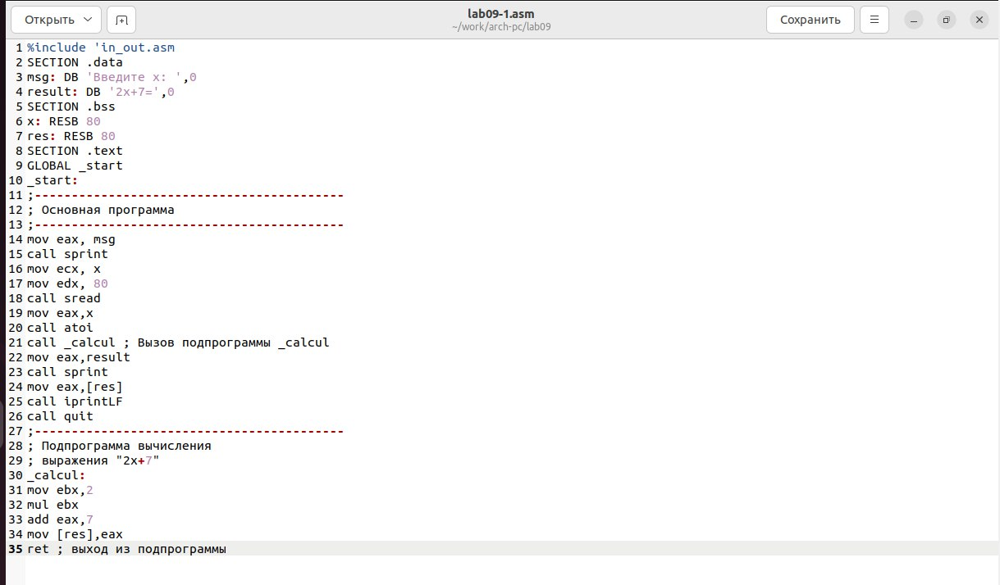 Открыть
lab09-1.asm
~/work/arch-pc/lab09
Сохранить
1 %include 'in_out.asm
2 SECTION .data
3 msg: DB 'Введите x: ',0
4 result: DB '2x+7=',0
5 SECTION .bss
6 x: RESB 80
7 res: RESB 80
8 SECTION .text
9 GLOBAL _start
10 _start:
11 ;------------------------------------------
12 ; Основная программа
13 ;------------------------------------------
14 mov eax, msg
15 call sprint
16 mov ecx, x
17 mov edx, 80
18 call sread
19 mov eax,x
20 call atoi
21 call _calcul ; Вызов подпрограммы _calcul
22 mov eax,result
23 call sprint
24 mov eax,[res]
25 call iprintLF
26 call quit
27 ;------------------------------------------
28 ; Подпрограмма вычисления
29 ; выражения "2x+7"
30 _calcul:
31 mov ebx,2
32 mul ebx
33 add eax,7
34 mov [res],eax
35 ret ; выход из подпрограммы